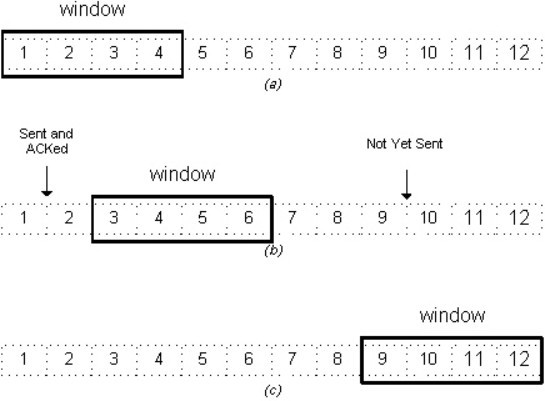 window
1 2 3 4 5 6 7 8 9 10 11 12
(a)
Sent and
ACKed
Not Yet Sent
window
1 2 3 4 5 6 7 8 9 10 11 12
(b)
window
1 2 3 4 5 6 7 8 9 10 11 12
(c)